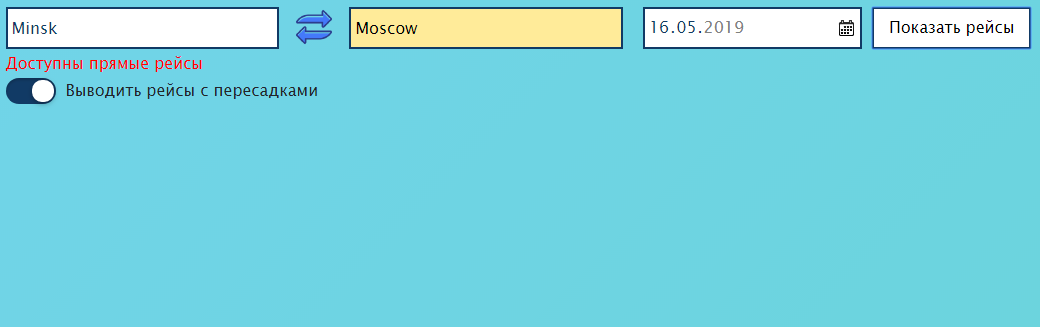 Minsk Moscow 16.05.2019 Показать рейсы
Доступны прямые рейсы
Выводить рейсы с пересадками